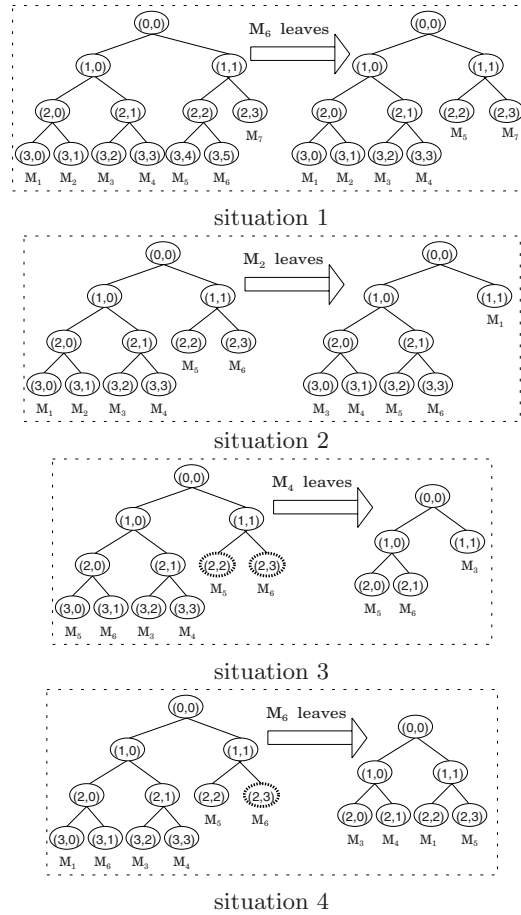 (0,0) M₆ leaves (0,0)
(1,0) (1,1) (1,0) (1,1)
(2,0) (2,1) (2,2) (2,3) (2,0) (2,1) (2,2) (2,3)
M₇ M₅ M₇
(3,0) (3,1) (3,2) (3,3) (3,4) (3,5) (3,0) (3,1) (3,2) (3,3)
M₁ M₂ M₃ M₄ M₅ M₆ M₁ M₂ M₃ M₄
situation 1
(0,0) M₂ leaves (0,0)
(1,0) (1,1) (1,0) (1,1)
M₁
(2,0) (2,1) (2,2) (2,3) (2,0) (2,1)
M₅ M₆
(3,0) (3,1) (3,2) (3,3) (3,0) (3,1) (3,2) (3,3)
M₁ M₂ M₃ M₄ M₃ M₄ M₅ M₆
situation 2
(0,0) M₄ leaves (0,0)
(1,0) (1,1) (1,0) (1,1)
M₃
(2,0) (2,1) (2,2) (2,3) (2,0) (2,1)
M₅ M₆ M₅ M₆
(3,0) (3,1) (3,2) (3,3)
M₅ M₆ M₃ M₄
situation 3
(0,0) M₆ leaves (0,0)
(1,0) (1,1) (1,0) (1,1)
(2,0) (2,1) (2,2) (2,3) (2,0) (2,1) (2,2) (2,3)
M₅ M₆ M₃ M₄ M₁ M₅
(3,0) (3,1) (3,2) (3,3)
M₁ M₆ M₃ M₄
situation 4